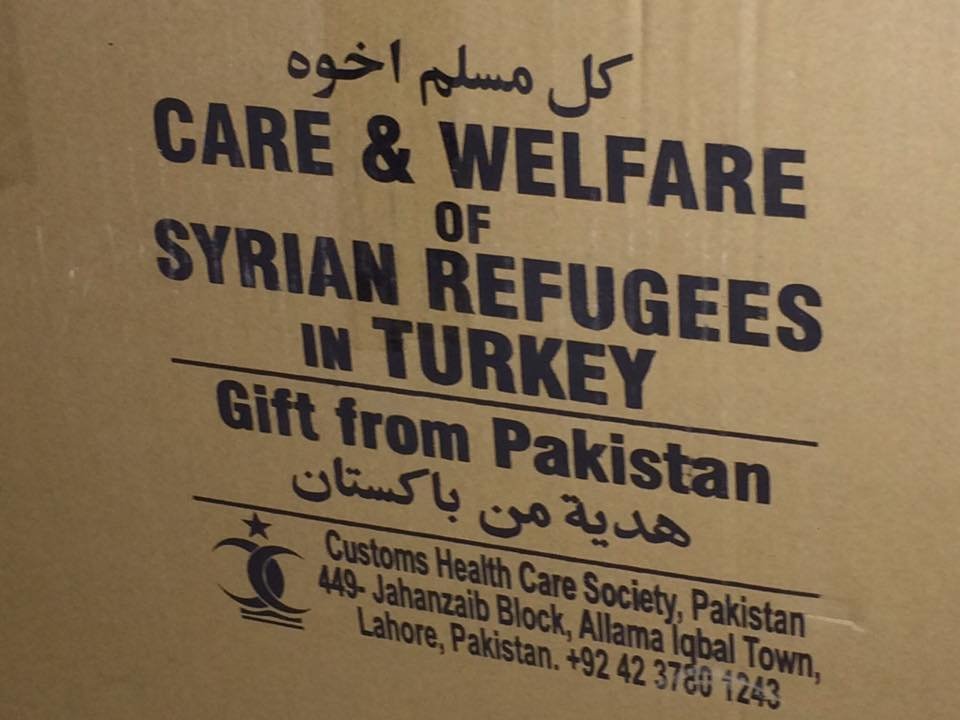 كل مسلم اخوه
CARE & WELFARE
OF
SYRIAN REFUGEES
IN TURKEY
Gift from Pakistan
هدية من باكستان
Customs Health Care Society, Pakistan
449- Jahanzaib Block, Allama Iqbal Town,
Lahore, Pakistan. +92 42 3780 1243